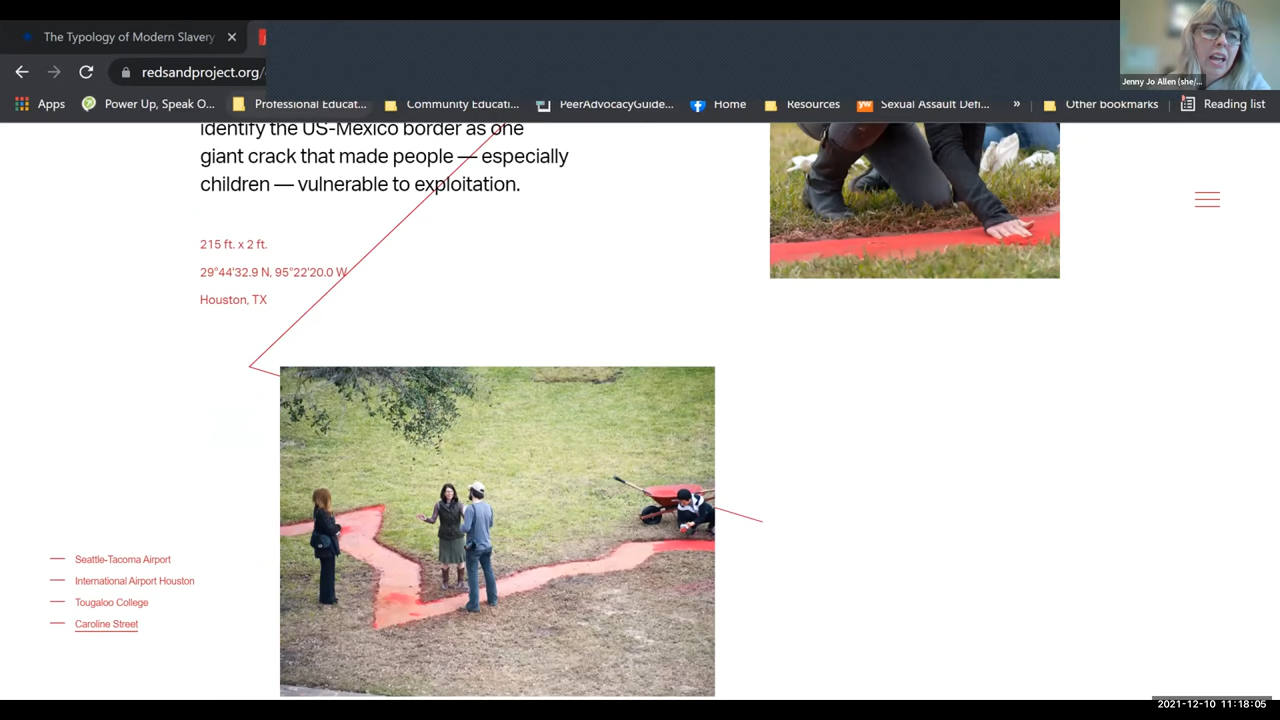 The Typology of Modern Slavery
redsandproject.org/
Apps
Power Up, Speak O...
Professional Educat...
Community Educati...
PeerAdvocacyGuide...
Home
Resources
Sexual Assault Defi...
»
Other bookmarks
Reading list
Jenny Jo Allen (she/...
identify the US-Mexico border as one
giant crack that made people — especially
children — vulnerable to exploitation.
215 ft. x 2 ft.
29°44'32.9 N, 95°22'20.0 W
Houston, TX
Seattle-Tacoma Airport
International Airport Houston
Tougaloo College
Caroline Street
2021-12-10 11:18:05